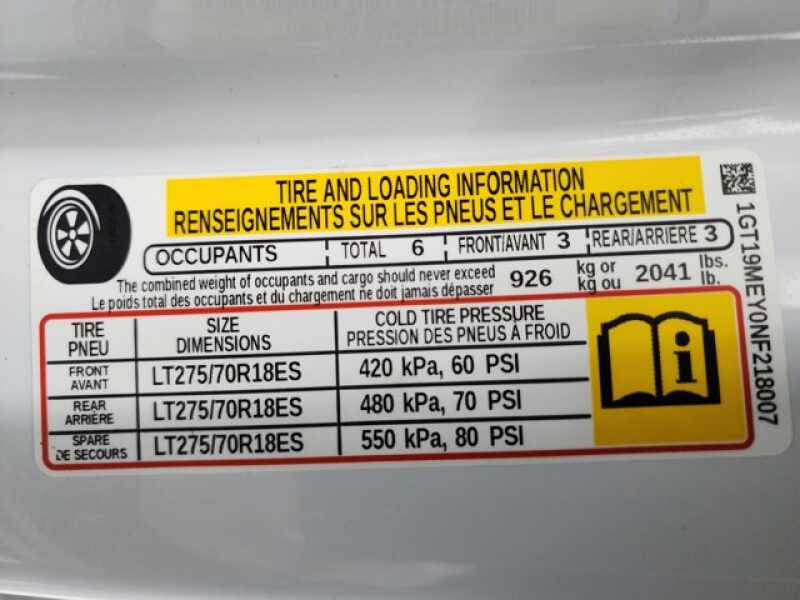 TIRE AND LOADING INFORMATION
RENSEIGNEMENTS SUR LES PNEUS ET LE CHARGEMENT
OCCUPANTS TOTAL 6 FRONT/AVANT 3 REAR/ARRIÈRE 3
The combined weight of occupants and cargo should never exceed 926 kg or 2041 lbs.
Le poids total des occupants et du chargement ne doit jamais dépasser kg ou lb.
TIRE PNEU SIZE DIMENSIONS COLD TIRE PRESSURE PRESSION DES PNEUS À FROID
FRONT AVANT LT275/70R18ES 420 kPa, 60 PSI
REAR ARRIÈRE LT275/70R18ES 480 kPa, 70 PSI
SPARE DE SECOURS LT275/70R18ES 550 kPa, 80 PSI
1GT19MEY0NF218007